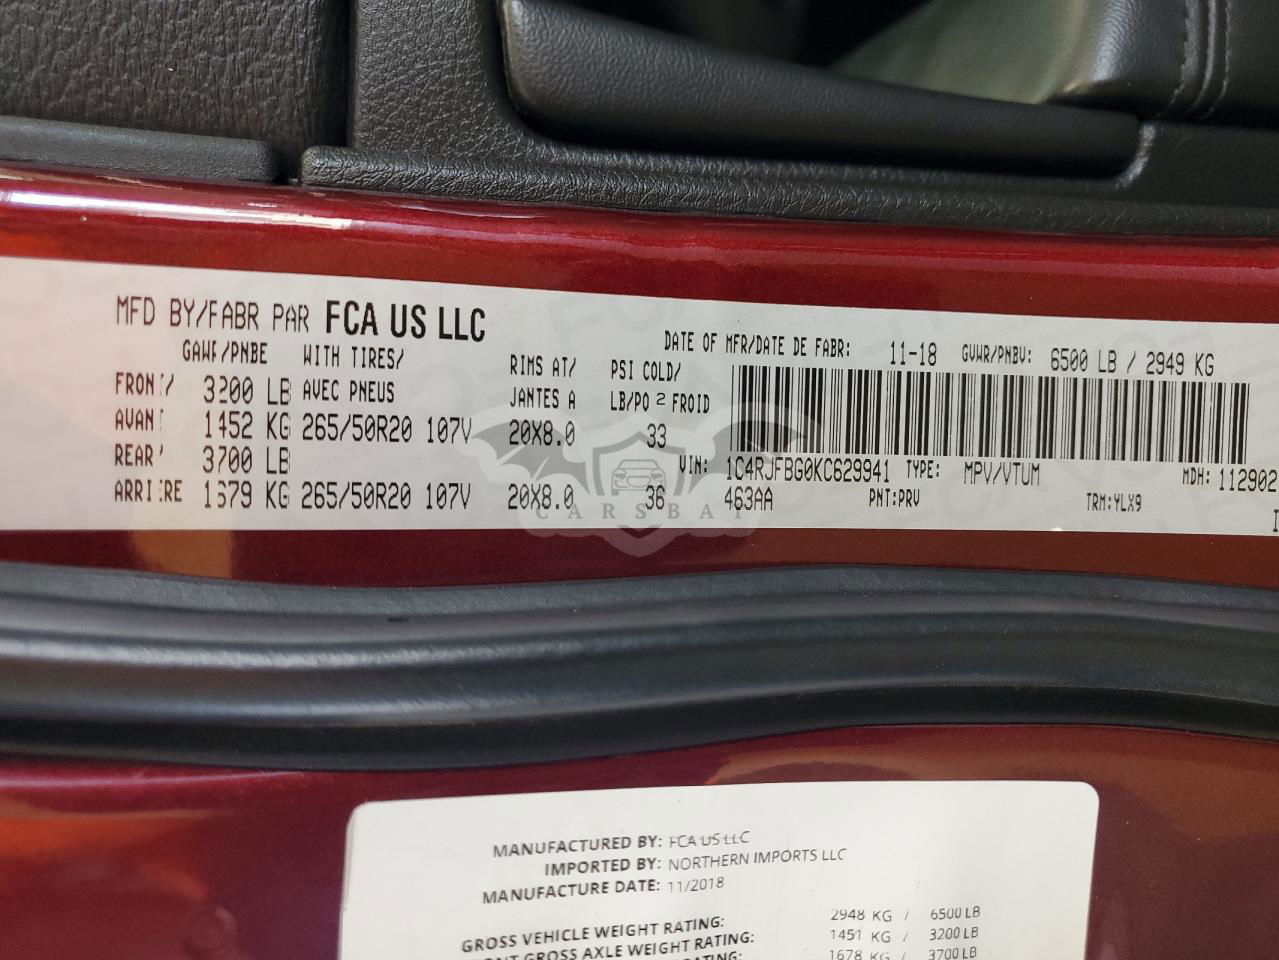 MFD BY/FABR PAR FCA US LLC
DATE OF MFR/DATE DE FABR: 11-18 GVWR/PNBV: 6500 LB / 2949 KG
GAWR/PNBE WITH TIRES/ RIMS AT/ PSI COLD/
FRONT/ 3200 LB AVEC PNEUS JANTES A LB/PO 2 FROID
AVANT 1452 KG 265/50R20 107V 20X8.0 33
REAR 3700 LB VIN: 1C4RJFBG0KC629941 TYPE: MPV/VTUM MDH: 112902
ARRIERE 1679 KG 265/50R20 107V 20X8.0 36 463AA PNT:PRV TRM:YLX9
CARSBAT
MANUFACTURED BY: FCA US LLC
IMPORTED BY: NORTHERN IMPORTS LLC
MANUFACTURE DATE: 11/2018
GROSS VEHICLE WEIGHT RATING: 2948 KG / 6500 LB
FRONT GROSS AXLE WEIGHT RATING: 1451 KG / 3200 LB
RATING: 1678 KG / 3700 LB